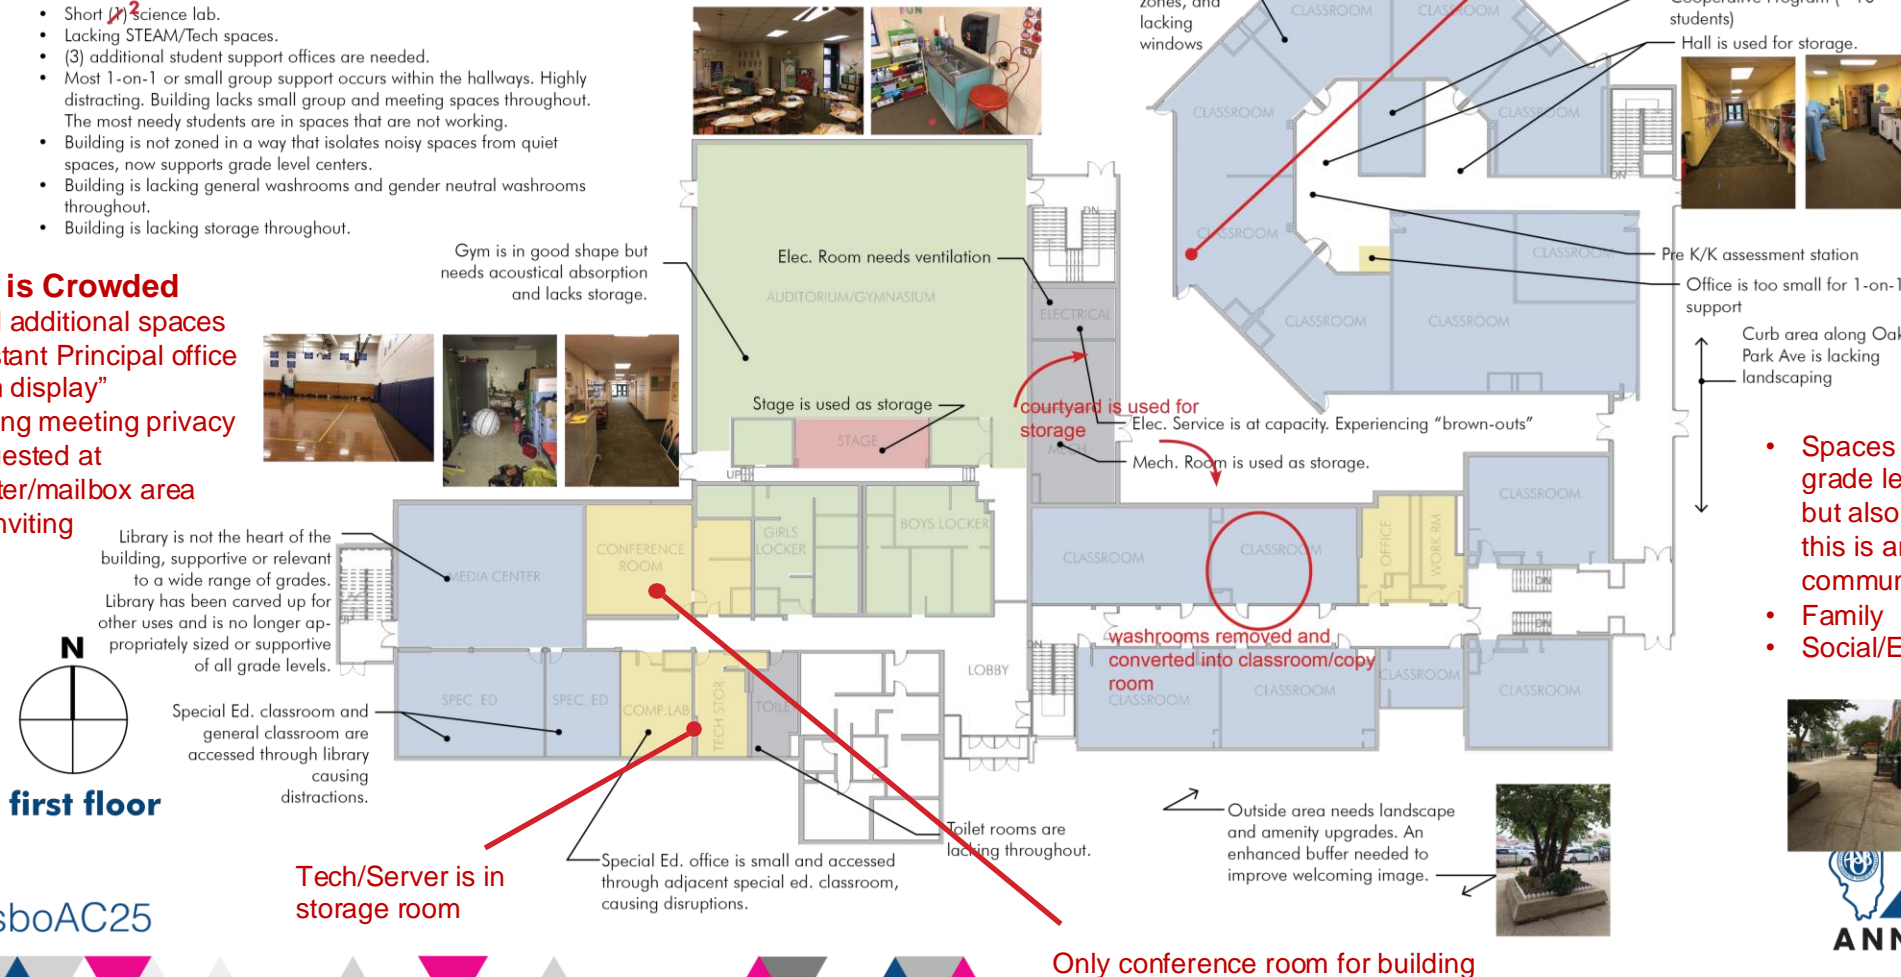 • Short (1) 2 science lab.
• Lacking STEAM/Tech spaces.
• (3) additional student support offices are needed.
• Most 1-on-1 or small group support occurs within the hallways. Highly
distracting. Building lacks small group and meeting spaces throughout.
The most needy students are in spaces that are not working.
• Building is not zoned in a way that isolates noisy spaces from quiet
spaces, now supports grade level centers.
• Building is lacking general washrooms and gender neutral washrooms
throughout.
• Building is lacking storage throughout.
is Crowded
additional spaces
stant Principal office
display”
ng meeting privacy
ested at
ter/mailbox area
nviting
Gym is in good shape but
needs acoustical absorption
and lacks storage.
Library is not the heart of the
building, supportive or relevant
to a wide range of grades.
Library has been carved up for
other uses and is no longer ap-
propriately sized or supportive
of all grade levels.
N
Special Ed. classroom and
general classroom are
accessed through library
causing
distractions.
first floor
Tech/Server is in
storage room
sboAC25
FUN
AUDITORIUM/GYMNASIUM
Elec. Room needs ventilation
ELECTRICAL
DN
Stage is used as storage
STAGE
UP
courtyard is used for
storage
MECH
Elec. Service is at capacity. Experiencing “brown-outs”
Mech. Room is used as storage.
MEDIA CENTER
CONFERENCE
ROOM
GIRLS
LOCKER
BOYS LOCKER
UP
SPEC. ED
SPEC. ED
COMP.LAB
TECH STOR.
TOILET
LOBBY
DN
CLASSROOM
CLASSROOM
OFFICE
WORK RM.
CLASSROOM
DN
DN
washrooms removed and
converted into classroom/copy
room
CLASSROOM
CLASSROOM
CLASSROOM
CLASSROOM
Special Ed. office is small and accessed
through adjacent special ed. classroom,
causing disruptions.
Toilet rooms are
lacking throughout.
Outside area needs landscape
and amenity upgrades. An
enhanced buffer needed to
improve welcoming image.
Only conference room for building
zones, and
lacking
windows
CLASSROOM
CLASSROOM
CLASSROOM
CLASSROOM
CLASSROOM
CLASSROOM
CLASSROOM
CLASSROOM
DN
Cooperative Program (~10
students)
Hall is used for storage.
Pre K/K assessment station
Office is too small for 1-on-1
support
Curb area along Oak
Park Ave is lacking
landscaping
• Spaces
grade le
but also
this is a
commun
• Family
• Social/E
ANN